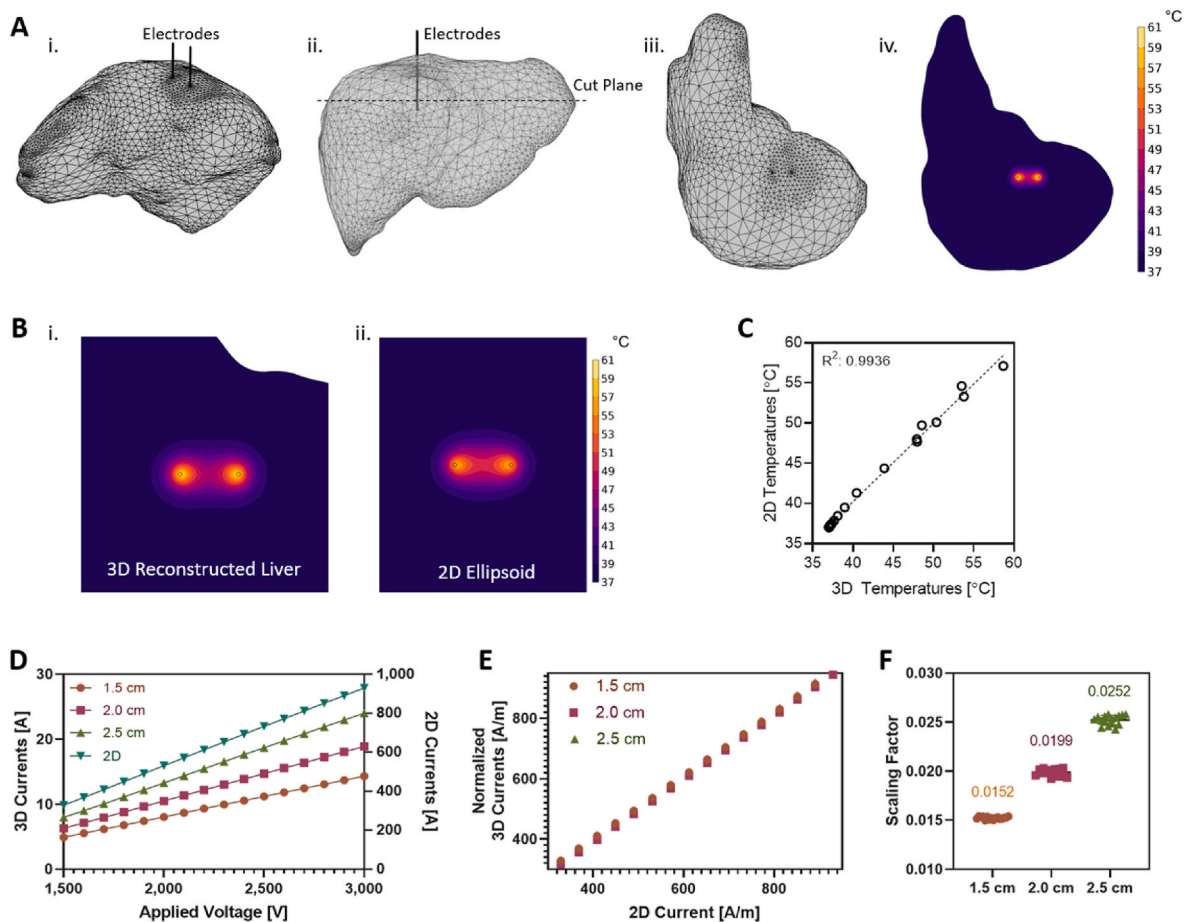 A
i.
Electrodes
ii.
Electrodes
Cut Plane
iii.
iv.
°C
61
59
57
55
53
51
49
47
45
43
41
39
37
B
i.
3D Reconstructed Liver
ii.
2D Ellipsoid
°C
61
59
57
55
53
51
49
47
45
43
41
39
37
C
R²: 0.9936
2D Temperatures [°C]
60
55
50
45
40
35
35 40 45 50 55 60
3D Temperatures [°C]
D
3D Currents [A]
30
20
10
0
1.5 cm
2.0 cm
2.5 cm
2D
1,000
800
600
400
200
0
2D Currents [A]
1,500 2,000 2,500 3,000
Applied Voltage [V]
E
Normalized
3D Currents [A/m]
800
600
400
1.5 cm
2.0 cm
2.5 cm
400 600 800
2D Current [A/m]
F
Scaling Factor
0.030
0.025
0.020
0.015
0.010
0.0152
0.0199
0.0252
1.5 cm 2.0 cm 2.5 cm